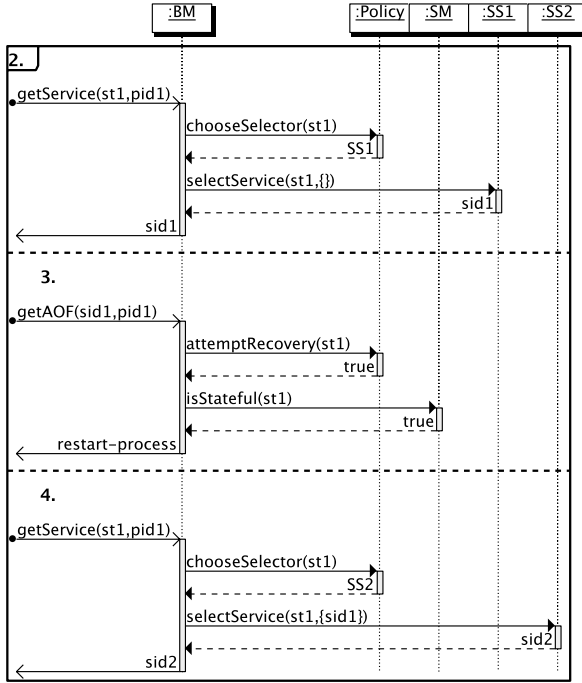 :BM :Policy :SM :SS1 :SS2
2.
getService(st1,pid1)
chooseSelector(st1)
SS1
selectService(st1,{})
sid1
sid1
3.
getAOF(sid1,pid1)
attemptRecovery(st1)
true
isStateful(st1)
true
restart-process
4.
getService(st1,pid1)
chooseSelector(st1)
SS2
selectService(st1,{sid1})
sid2
sid2